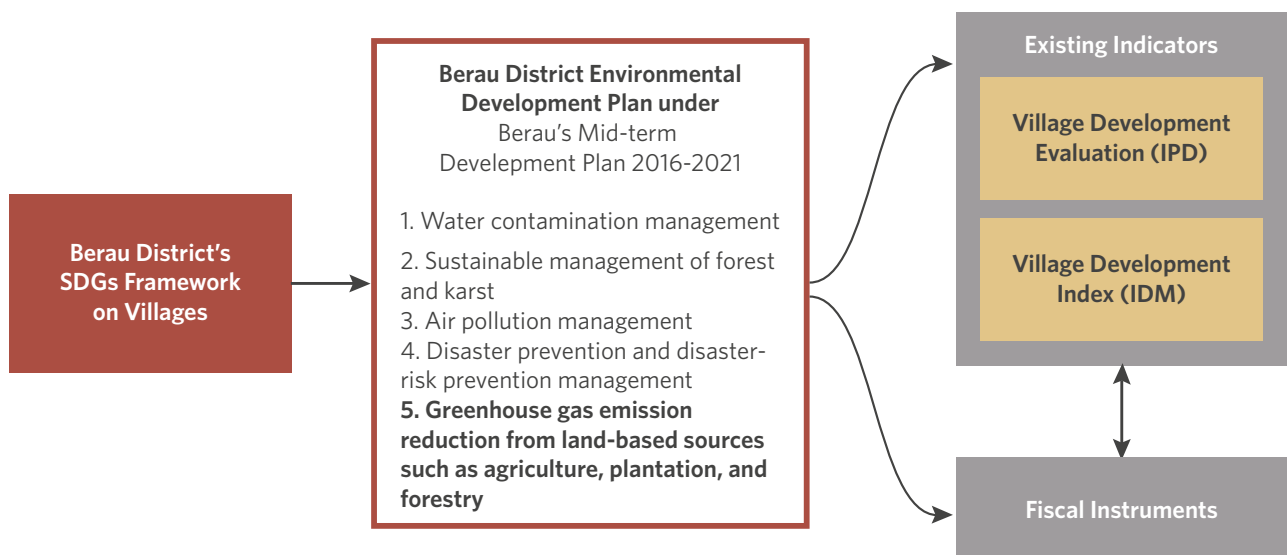 Berau District's
SDGs Framework
on Villages
Berau District Environmental
Development Plan under
Berau's Mid-term
Develepment Plan 2016-2021
1. Water contamination management
2. Sustainable management of forest
and karst
3. Air pollution management
4. Disaster prevention and disaster-
risk prevention management
5. Greenhouse gas emission
reduction from land-based sources
such as agriculture, plantation, and
forestry
Existing Indicators
Village Development
Evaluation (IPD)
Village Development
Index (IDM)
Fiscal Instruments